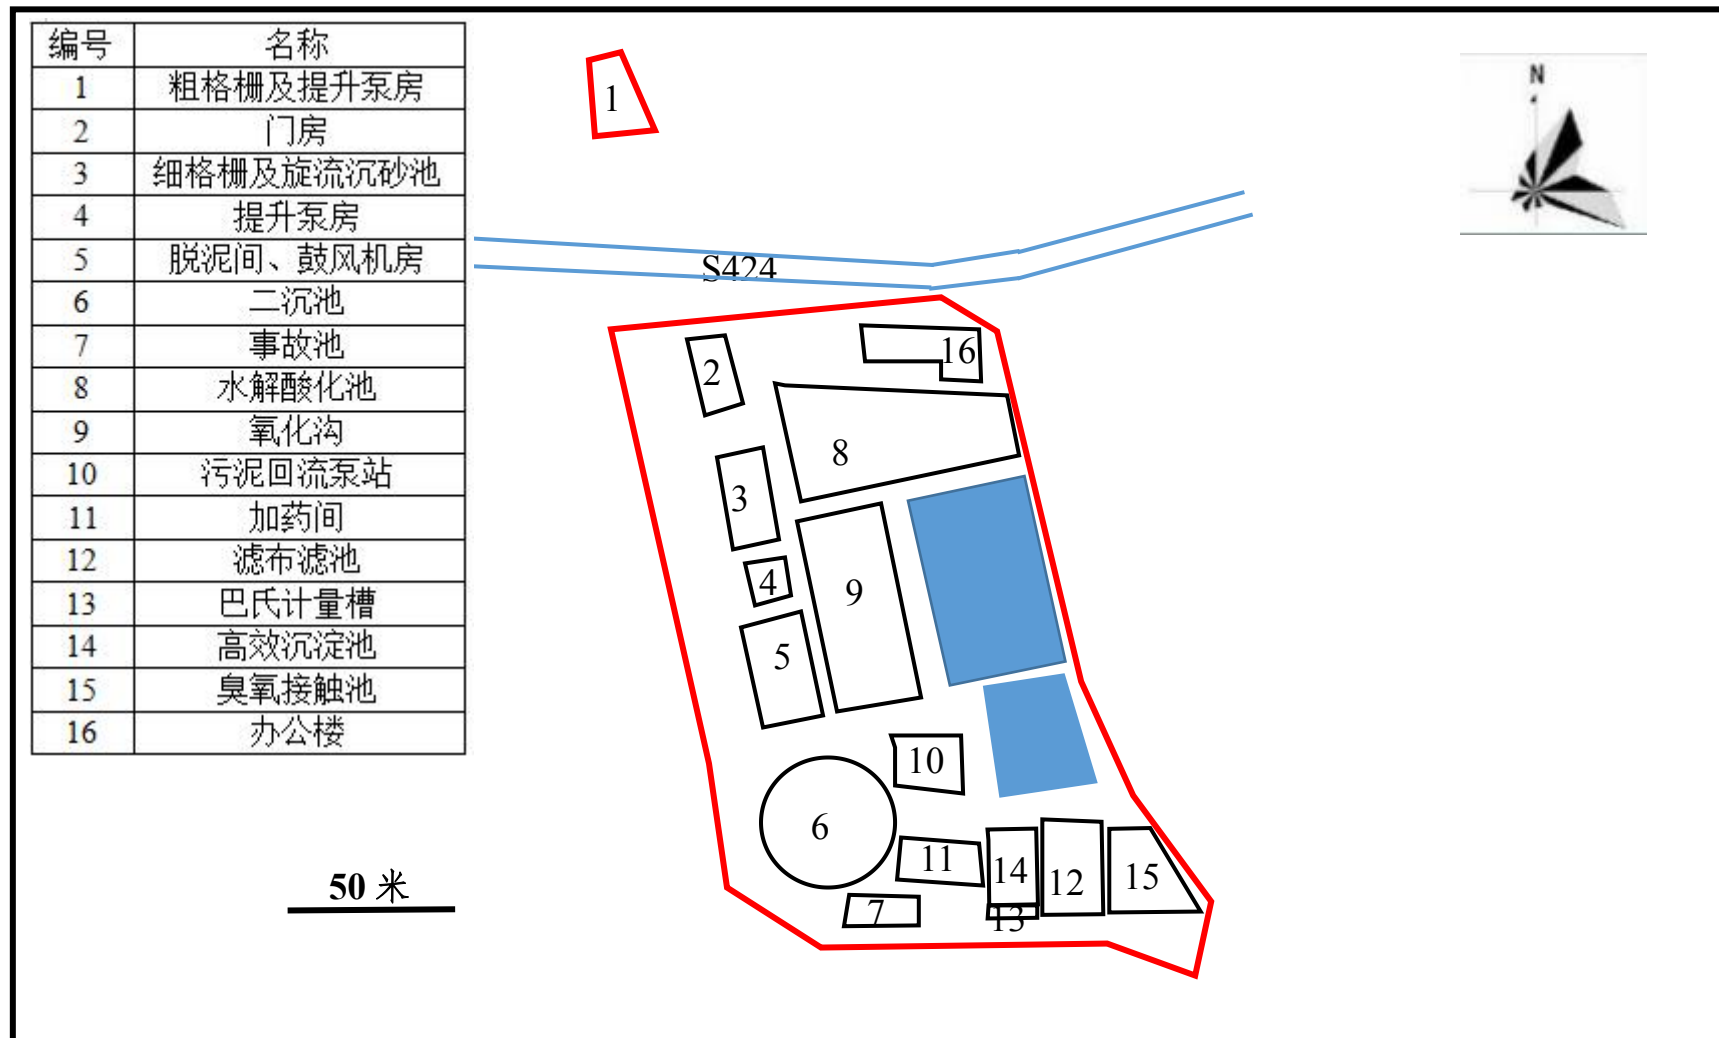 编号 名称
1 粗格栅及提升泵房
2 门房
3 细格栅及旋流沉砂池
4 提升泵房
5 脱泥间、鼓风机房
6 二沉池
7 事故池
8 水解酸化池
9 氧化沟
10 污泥回流泵站
11 加药间
12 滤布滤池
13 巴氏计量槽
14 高效沉淀池
15 臭氧接触池
16 办公楼
1
N
S424
16
2
8
3
4
9
5
10
6
11
14
12
15
7
13
50 米